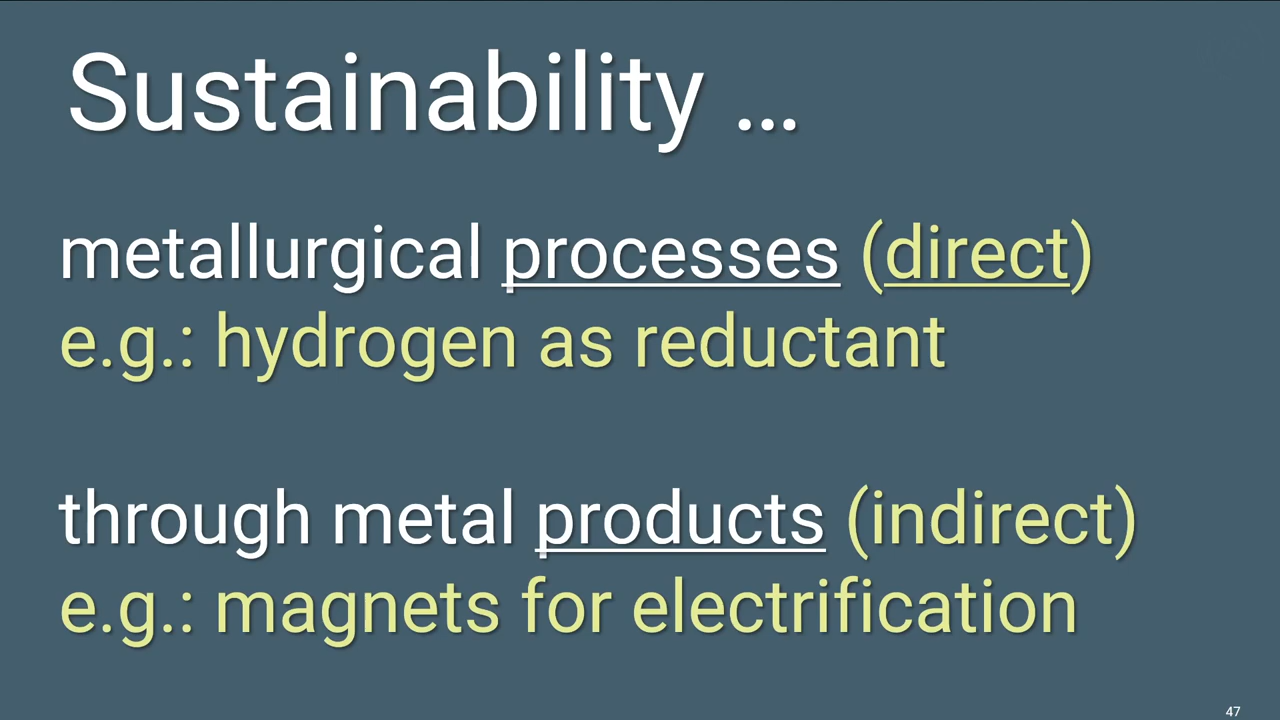 Sustainability ...
metallurgical processes (direct)
e.g.: hydrogen as reductant
through metal products (indirect)
e.g.: magnets for electrification
47